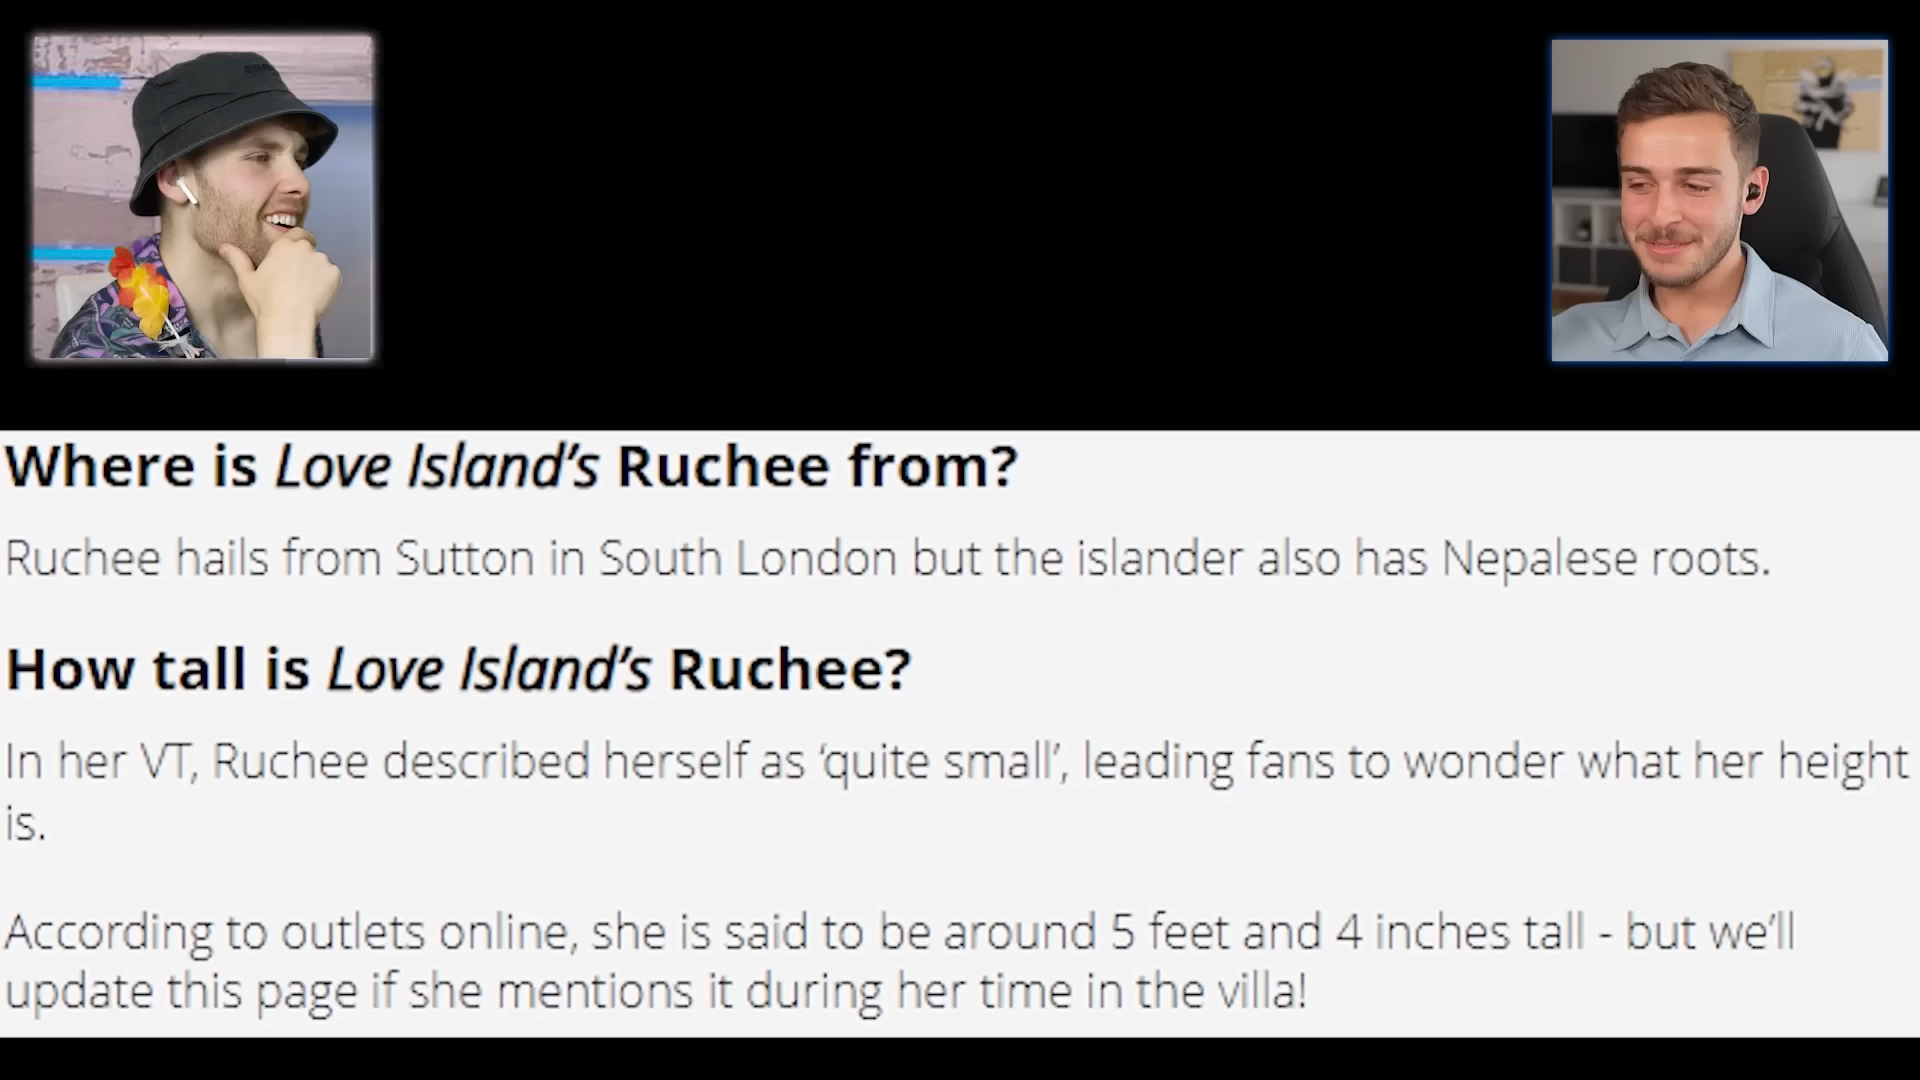 Where is Love Island's Ruchee from?
Ruchee hails from Sutton in South London but the islander also has Nepalese roots.
How tall is Love Island's Ruchee?
In her VT, Ruchee described herself as ‘quite small’, leading fans to wonder what her height
is.
According to outlets online, she is said to be around 5 feet and 4 inches tall - but we’ll
update this page if she mentions it during her time in the villa!